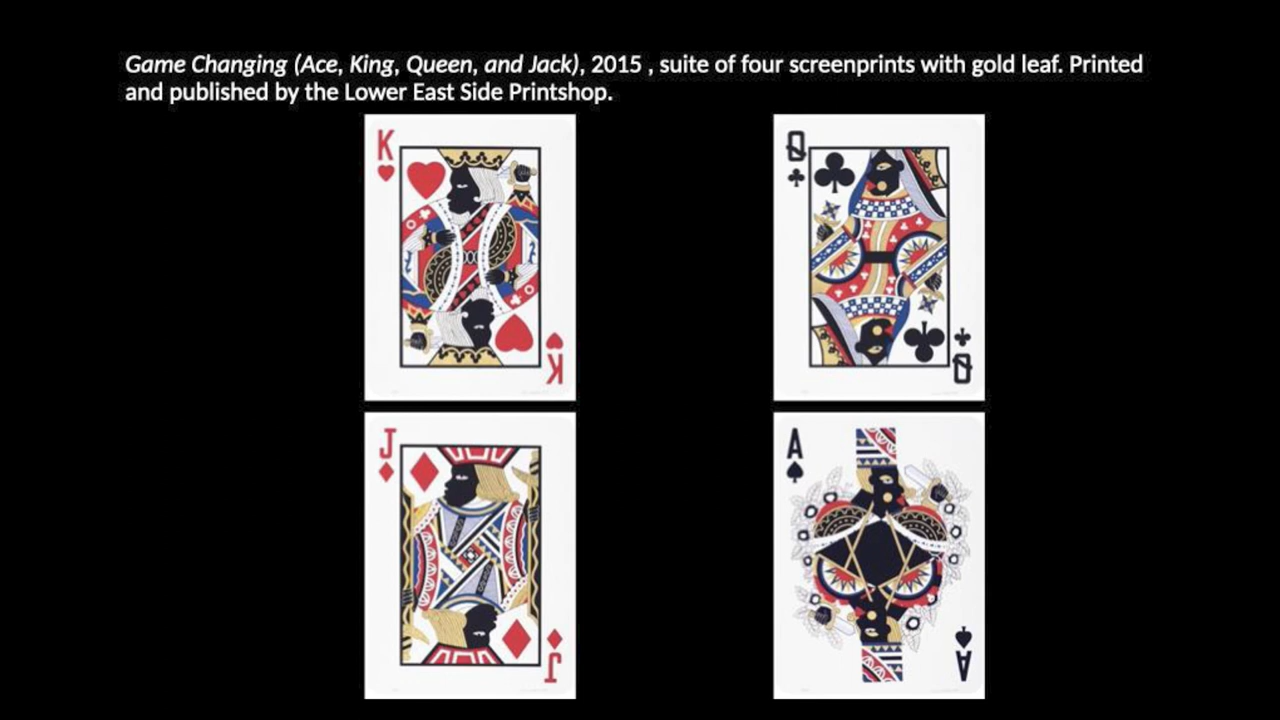 Game Changing (Ace, King, Queen, and Jack), 2015 , suite of four screenprints with gold leaf. Printed
and published by the Lower East Side Printshop.
K
Q
K
Q
J
A
J
A